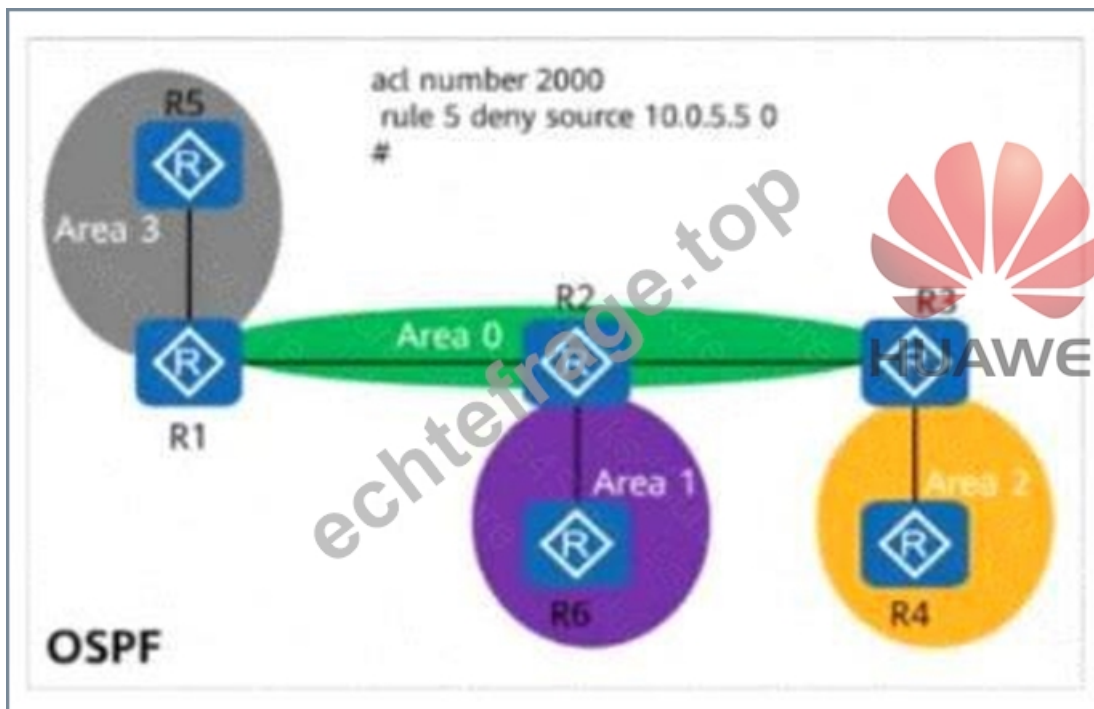 acl number 2000
rule 5 deny source 10.0.5.5 0
#
R5
Area 3
R1
Area 0
R2
R3
HUAWE
Area 1
R6
Area 2
R4
OSPF
echtefrage.top